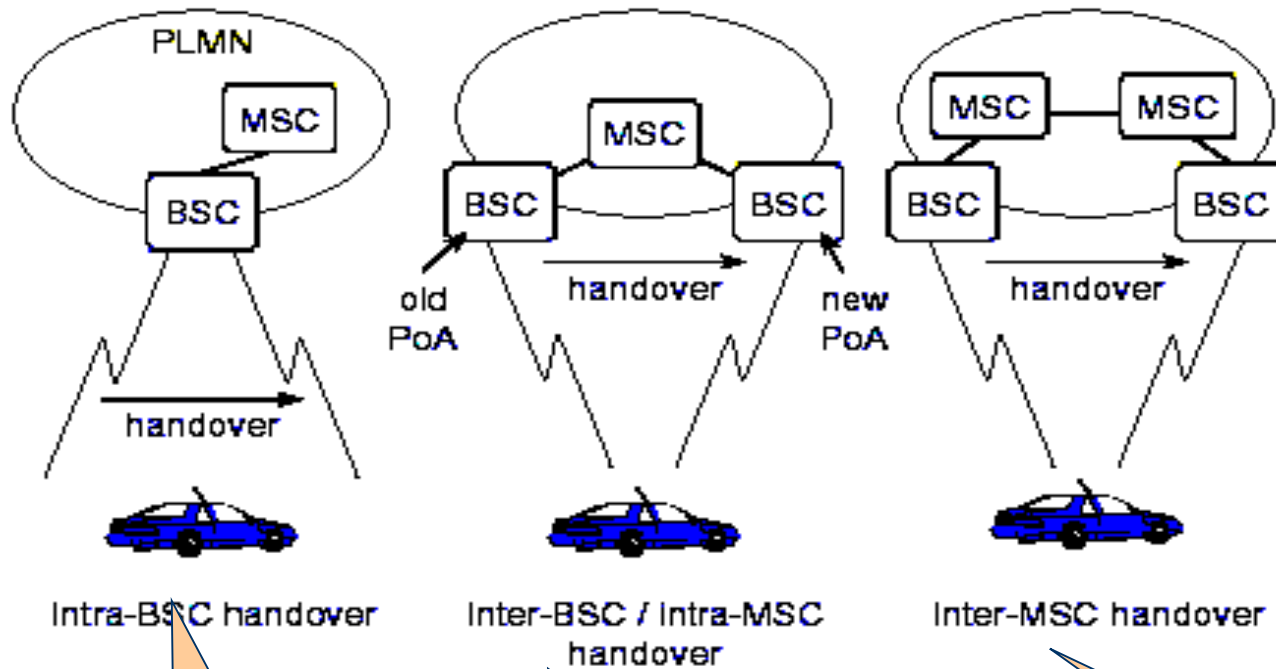 PLMN
MSC
BSC
handover
Intra-BSC handover
MSC
BSC
BSC
old
PoA
handover
new
PoA
Inter-BSC / Intra-MSC
handover
MSC
MSC
BSC
BSC
handover
Inter-MSC handover